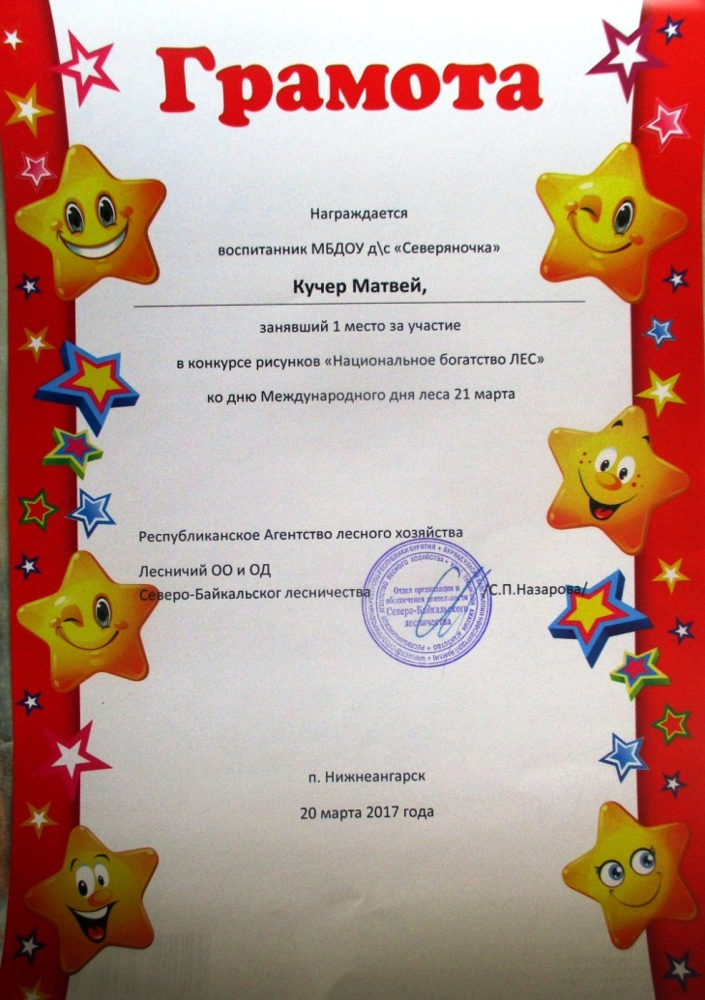 Грамота
Награждается
воспитанник МБДОУ д\с «Северяночка»
Кучер Матвей,
занявший 1 место за участие
в конкурсе рисунков «Национальное богатство ЛЕС»
ко дню Международного дня леса 21 марта
Республиканское Агентство лесного хозяйства
Лесничий ОО и ОД
Северо-Байкальског лесничества /С.П.Назарова/
Отдел организации и
обеспечения деятельности
Северо-Байкальского
лесничества
п. Нижнеангарск
20 марта 2017 года